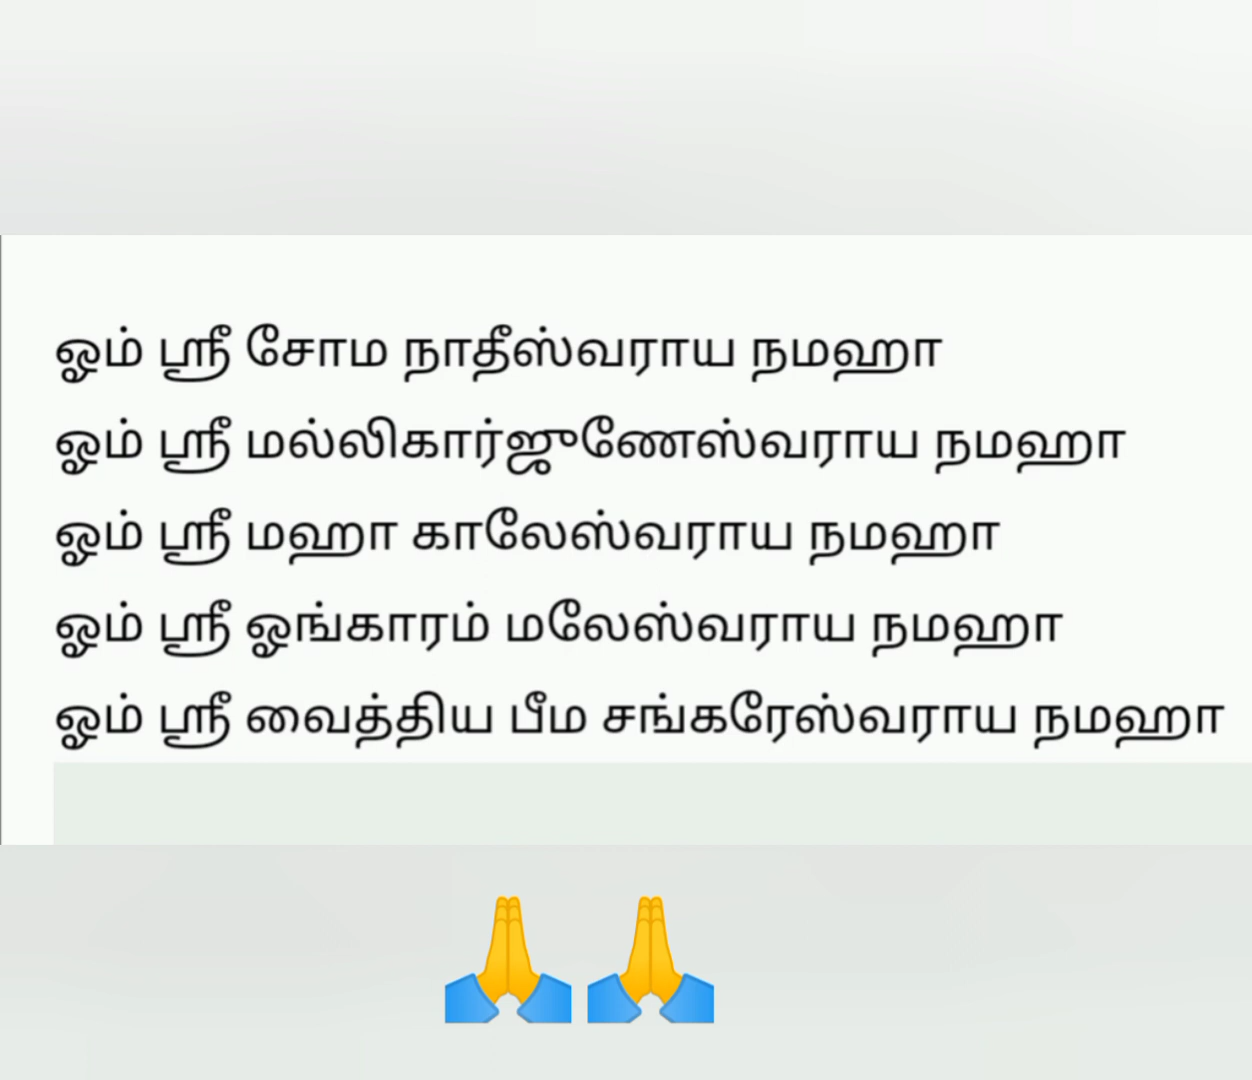 ஓம் ஸ்ரீ சோம நாதீஸ்வராய நமஹா
ஓம் ஸ்ரீ மல்லிகார்ஜுணேஸ்வராய நமஹா
ஓம் ஸ்ரீ மஹா காலேஸ்வராய நமஹா
ஓம் ஸ்ரீ ஓங்காரம் மலேஸ்வராய நமஹா
ஓம் ஸ்ரீ வைத்திய பீம சங்கரேஸ்வராய நமஹா